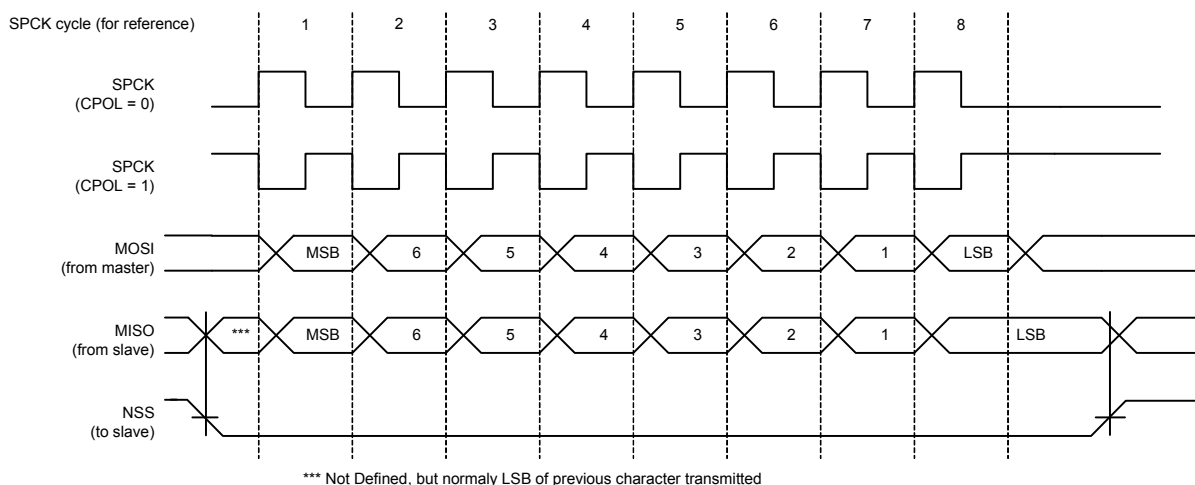 SPCK cycle (for reference) 1 2 3 4 5 6 7 8
SPCK
(CPOL = 0)
SPCK
(CPOL = 1)
MOSI
(from master)
MSB 6 5 4 3 2 1 LSB
MISO
(from slave)
*** MSB 6 5 4 3 2 1 LSB
NSS
(to slave)
*** Not Defined, but normaly LSB of previous character transmitted